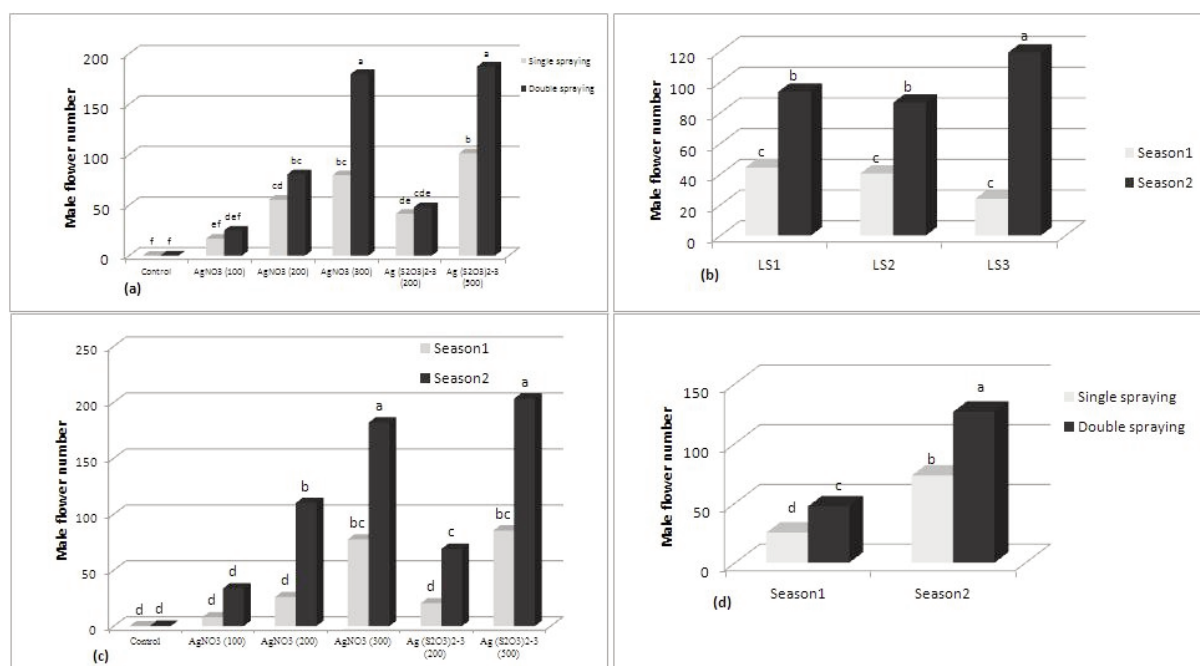 200
150
100
50
0
Male flower number
Single spraying
Double spraying
f f ef def cd bc bc a de cde b a
Control AgNO3 (100) AgNO3 (200) AgNO3 (300) Ag (S2O3)2-3 (200) Ag (S2O3)2-3 (500)
(a)
120
100
80
60
40
20
0
Male flower number
Season1
Season2
c b c b c a
LS1 LS2 LS3
(b)
250
200
150
100
50
0
Male flower number
Season1
Season2
d d d d d b bc a d c bc a
Control AgNO3 (100) AgNO3 (200) AgNO3 (300) Ag (S2O3)2-3 (200) Ag (S2O3)2-3 (500)
(c)
150
100
50
0
Male flower number
Single spraying
Double spraying
d c b a
Season1 Season2
(d)